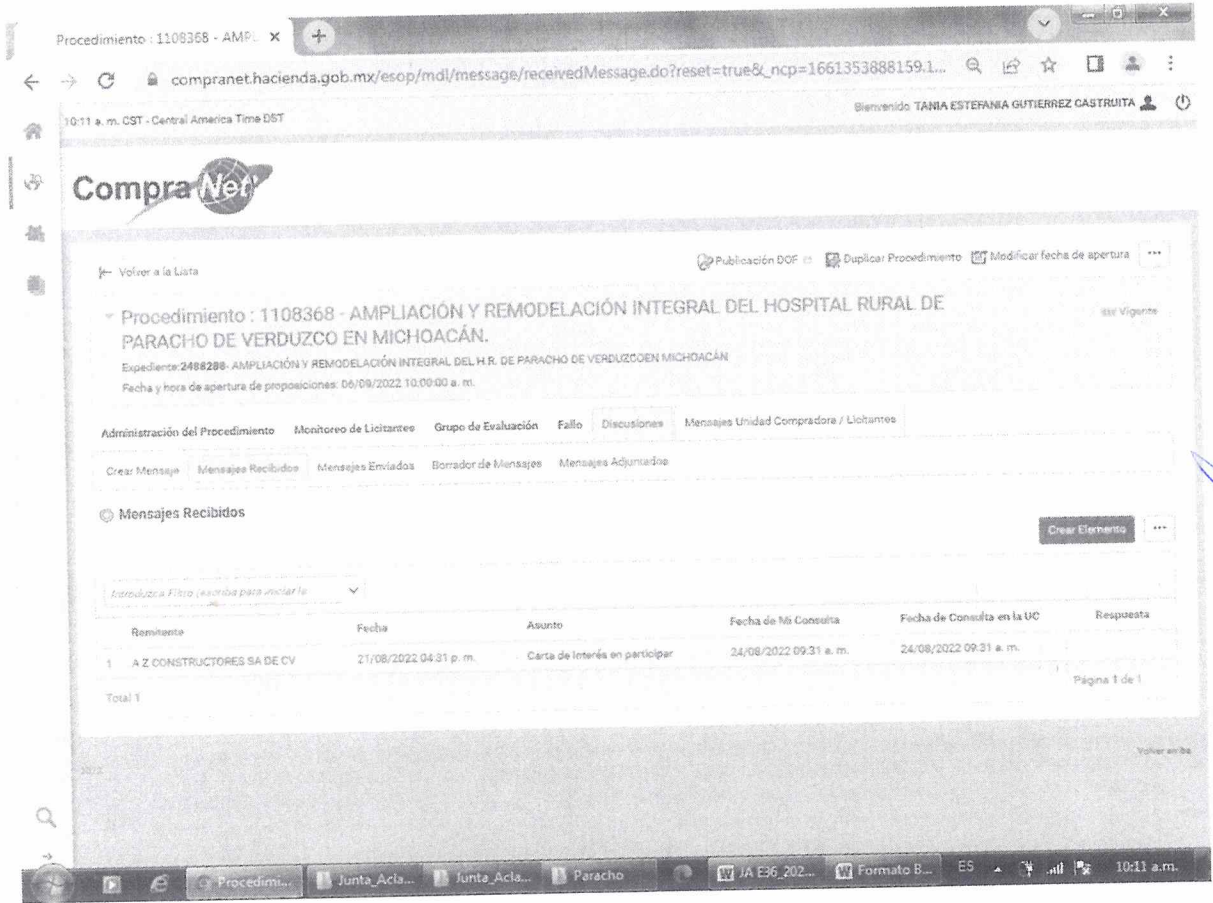 Procedimiento : 1108368 - AMPL
compranet.hacienda.gob.mx/esop/mdl/message/receivedMessage.do?reset=true&_ncp=1661353888159.1...
10:11 a. m. CST - Central America Time DST
Bienvenido TANIA ESTEFANIA GUTIERREZ CASTRUITA
CompraNet
Volver a la Lista
Publicación DOF
Duplicar Procedimiento
Modificar fecha de apertura
Procedimiento : 1108368 - AMPLIACIÓN Y REMODELACIÓN INTEGRAL DEL HOSPITAL RURAL DE
PARACHO DE VERDUZCO EN MICHOACÁN.
Vigente
Expediente:2488288- AMPLIACIÓN Y REMODELACIÓN INTEGRAL DEL H.R. DE PARACHO DE VERDUZCOEN MICHOACÁN
Fecha y hora de apertura de proposiciones: 06/09/2022 10:00:00 a. m.
Administración del Procedimiento Monitoreo de Licitantes Grupo de Evaluación Fallo Discusiones Mensajes Unidad Compradora / Licitantes
Crear Mensaje Mensajes Recibidos Mensajes Enviados Borrador de Mensajes Mensajes Adjuntados
Mensajes Recibidos
Crear Elemento ...
Introduzca Filtro (escriba para iniciar la
Remitente Fecha Asunto Fecha de Mi Consulta Fecha de Consulta en la UC Respuesta
1 A Z CONSTRUCTORES SA DE CV 21/08/2022 04:31 p. m. Carta de Interés en participar 24/08/2022 09:31 a. m. 24/08/2022 09:31 a. m.
Total 1
Página 1 de 1
Volver arriba
Procedimi... Junta_Acla... Junta_Acla... Paracho JA E36_202... Formato B... ES 10:11 a.m.